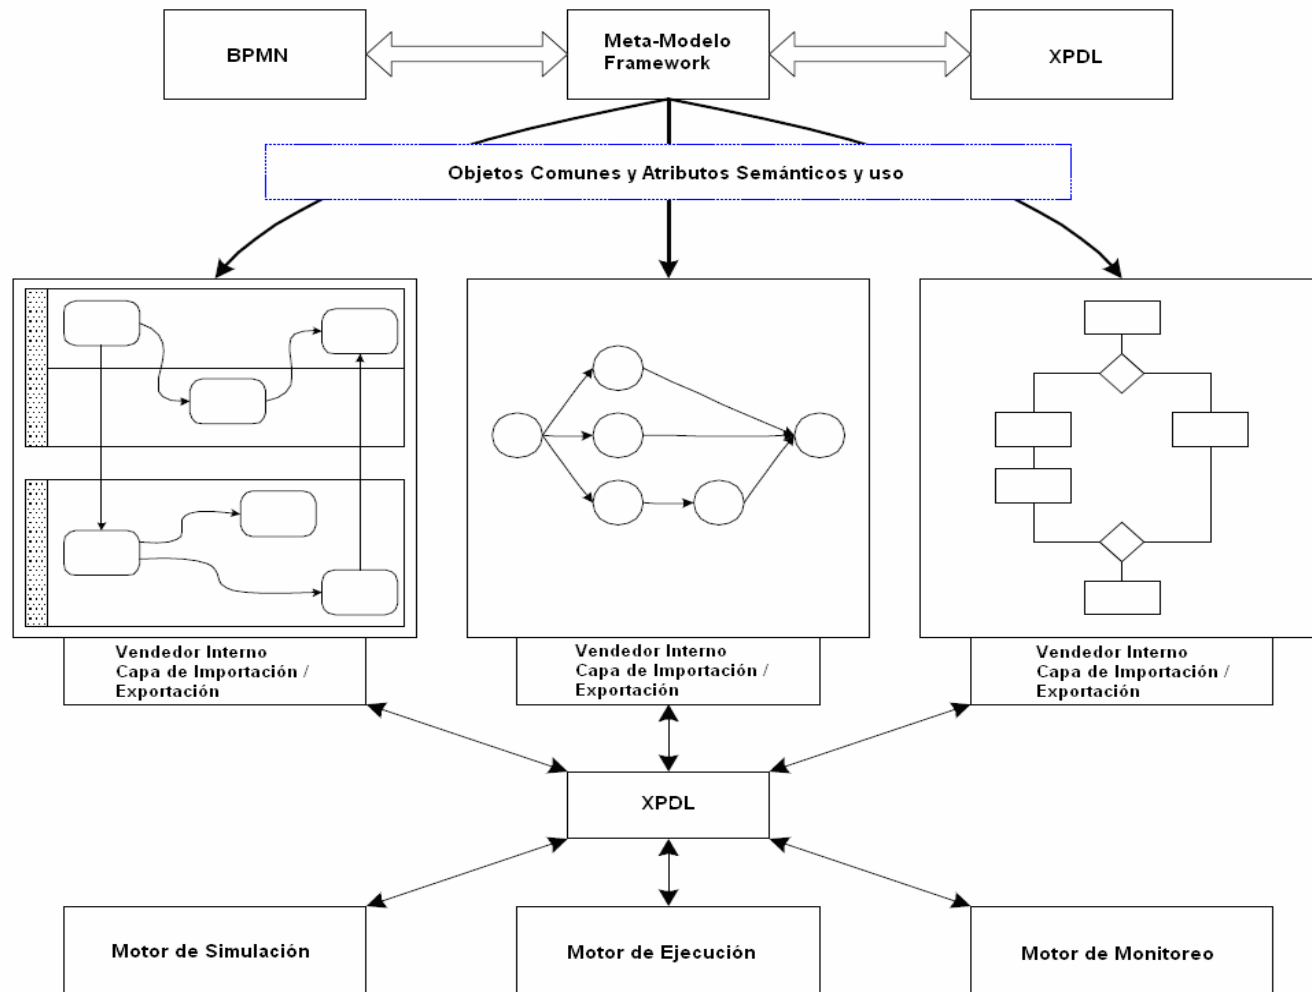 BPMN
Meta-Modelo
Framework
XPDL
Objetos Comunes y Atributos Semánticos y uso
Vendedor Interno
Capa de Importación /
Exportación
Vendedor Interno
Capa de Importación /
Exportación
Vendedor Interno
Capa de Importación /
Exportación
XPDL
Motor de Simulación
Motor de Ejecución
Motor de Monitoreo